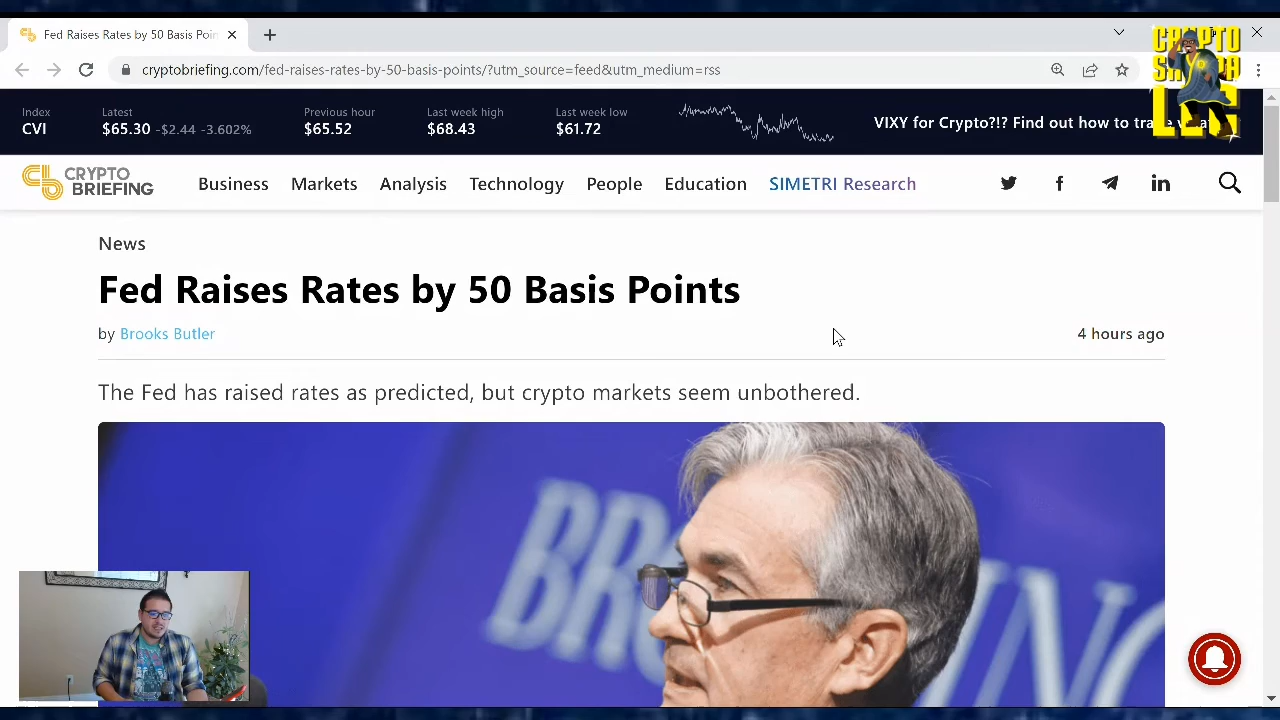 Fed Raises Rates by 50 Basis Poin
cryptobriefing.com/fed-raises-rates-by-50-basis-points/?utm_source=feed&utm_medium=rss
CRYPTO
Index
Latest
Previous hour
Last week high
Last week low
CVI
$65.30 -$2.44 -3.602%
$65.52
$68.43
$61.72
VIXY for Crypto?!? Find out how to tra
CRYPTO
BRIEFING
Business
Markets
Analysis
Technology
People
Education
SIMETRI Research
News
Fed Raises Rates by 50 Basis Points
by Brooks Butler
4 hours ago
The Fed has raised rates as predicted, but crypto markets seem unbothered.